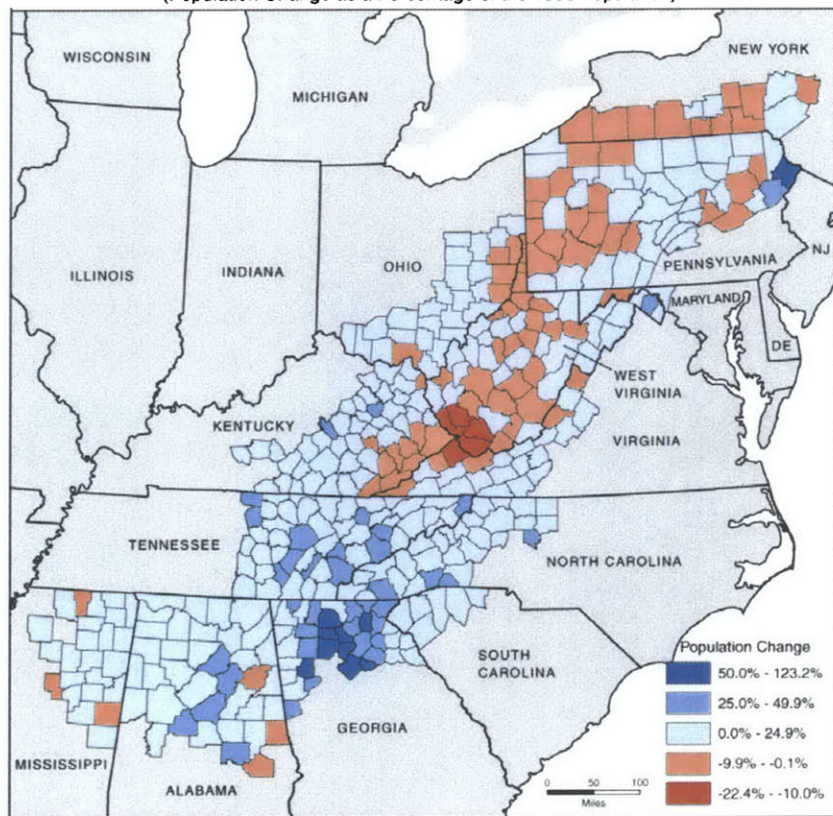 WISCONSIN
MICHIGAN
NEW YORK
ILLINOIS
INDIANA
OHIO
PENNSYLVANIA
NJ
MARYLAND
DE
WEST
VIRGINIA
KENTUCKY
VIRGINIA
TENNESSEE
NORTH CAROLINA
SOUTH
CAROLINA
GEORGIA
MISSISSIPPI
ALABAMA
Population Change
50.0% - 123.2%
25.0% - 49.9%
0.0% - 24.9%
-9.9% - -0.1%
-22.4% - -10.0%
0 50 100
Miles